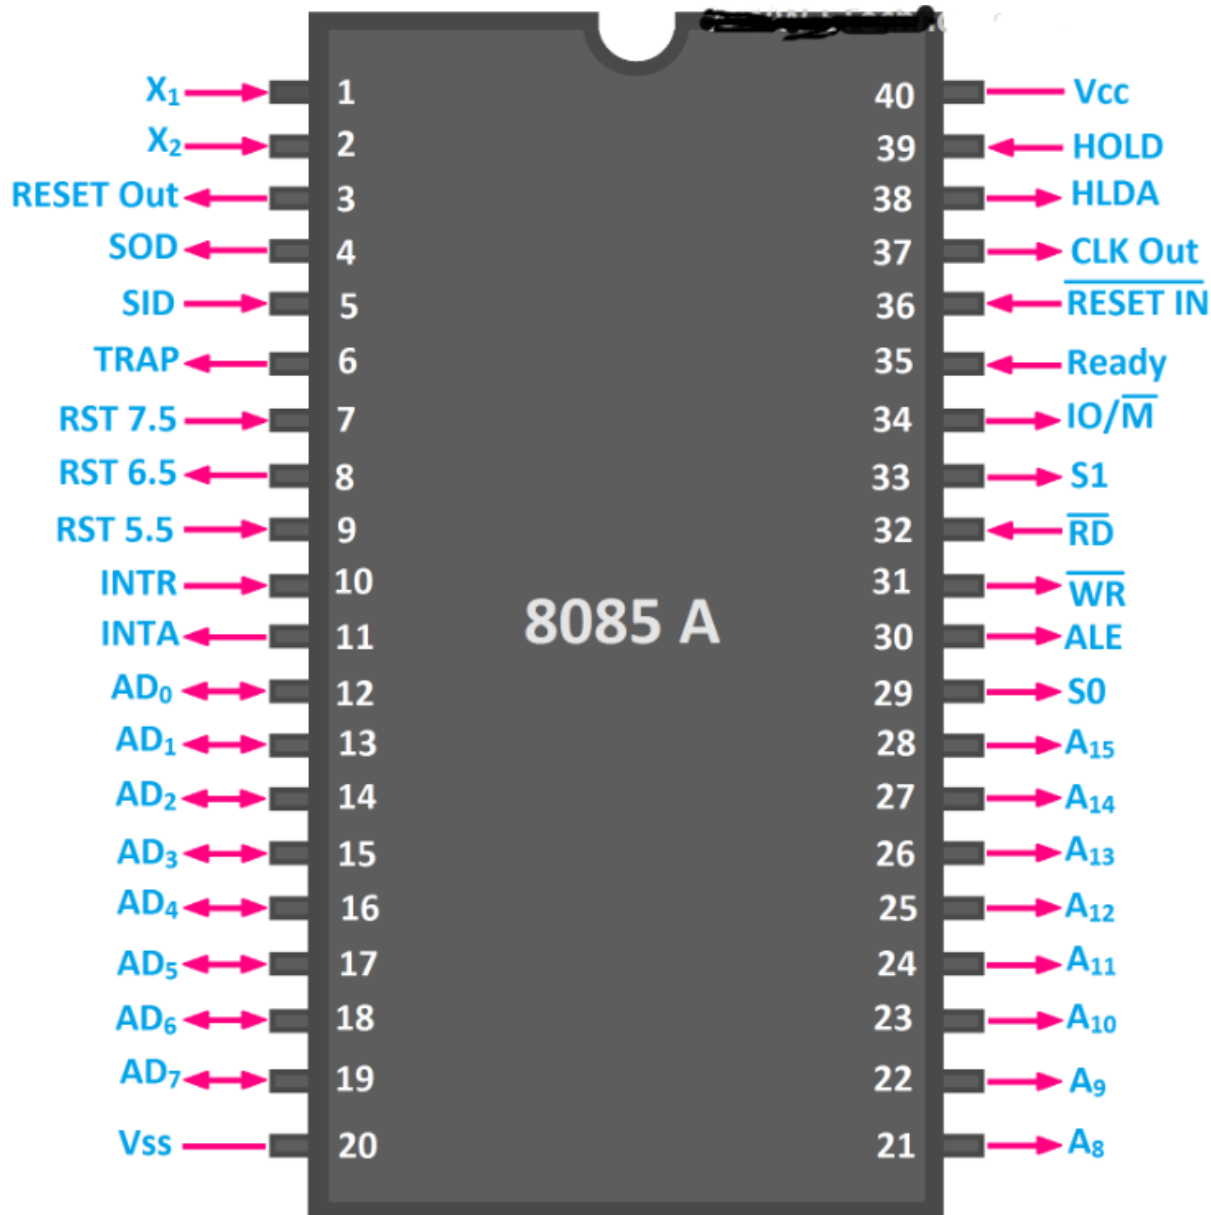 X₁ 1 40 Vcc
X₂ 2 39 HOLD
RESET Out 3 38 HLDA
SOD 4 37 CLK Out
SID 5 36 RESET IN
TRAP 6 35 Ready
RST 7.5 7 34 IO/M
RST 6.5 8 33 S1
RST 5.5 9 32 RD
INTR 10 31 WR
8085 A
INTA 11 30 ALE
AD₀ 12 29 S0
AD₁ 13 28 A₁₅
AD₂ 14 27 A₁₄
AD₃ 15 26 A₁₃
AD₄ 16 25 A₁₂
AD₅ 17 24 A₁₁
AD₆ 18 23 A₁₀
AD₇ 19 22 A₉
Vss 20 21 A₈